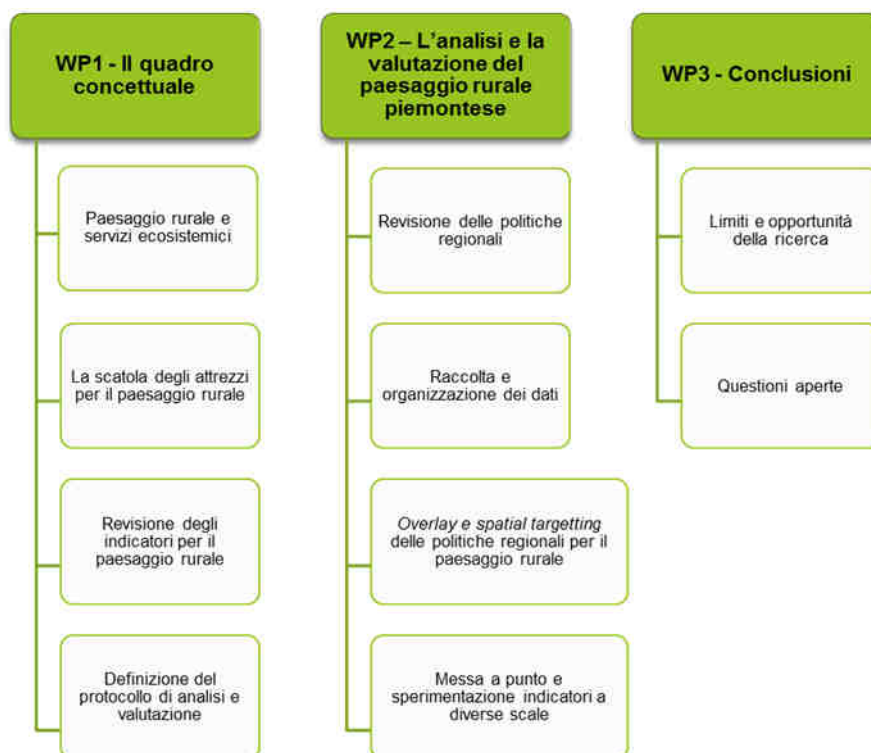 WP1 - Il quadro
concettuale
Paesaggio rurale e
servizi ecosistemici
La scatola degli attrezzi
per il paesaggio rurale
Revisione degli
indicatori per il
paesaggio rurale
Definizione del
protocollo di analisi e
valutazione
WP2 – L'analisi e la
valutazione del
paesaggio rurale
piemontese
Revisione delle politiche
regionali
Raccolta e
organizzazione dei dati
Overlay e spatial targetting
delle politiche regionali per il
paesaggio rurale
Messa a punto e
sperimentazione indicatori a
diverse scale
WP3 - Conclusioni
Limiti e opportunità
della ricerca
Questioni aperte